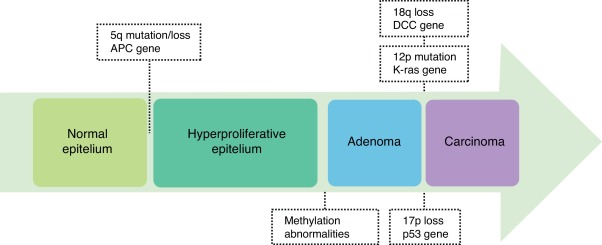 5q mutation/loss
APC gene
18q loss
DCC gene
12p mutation
K-ras gene
Normal
epitelium
Hyperproliferative
epitelium
Adenoma
Carcinoma
Methylation
abnormalities
17p loss
p53 gene